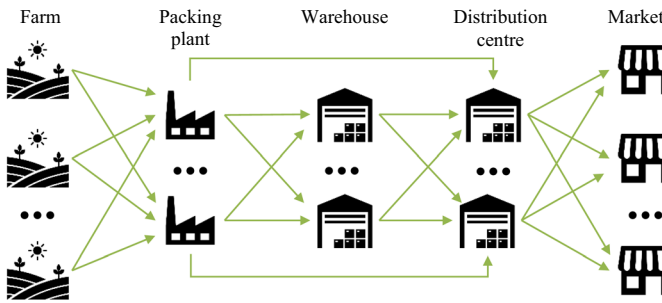 Farm
Packing
plant
Warehouse
Distribution
centre
Market